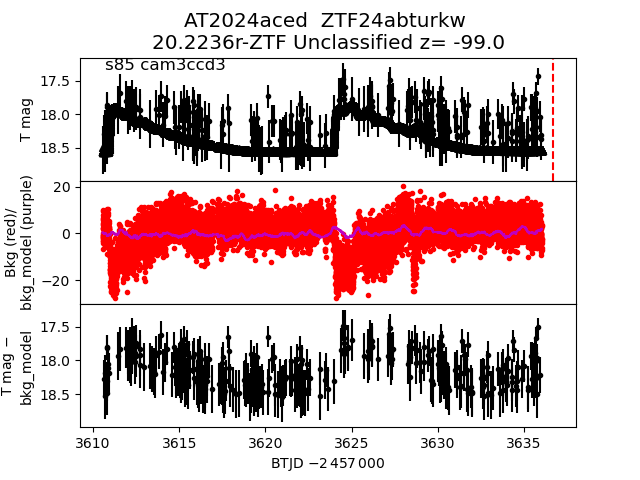 AT2024aced  ZTF24abturkw
20.2236r-ZTF Unclassified z= -99.0
s85 cam3ccd3
T mag
17.5
18.0
18.5
Bkg (red)/
bkg_model (purple)
20
0
−20
T mag −
bkg_model
17.5
18.0
18.5
3610 3615 3620 3625 3630 3635
BTJD −2 457 000